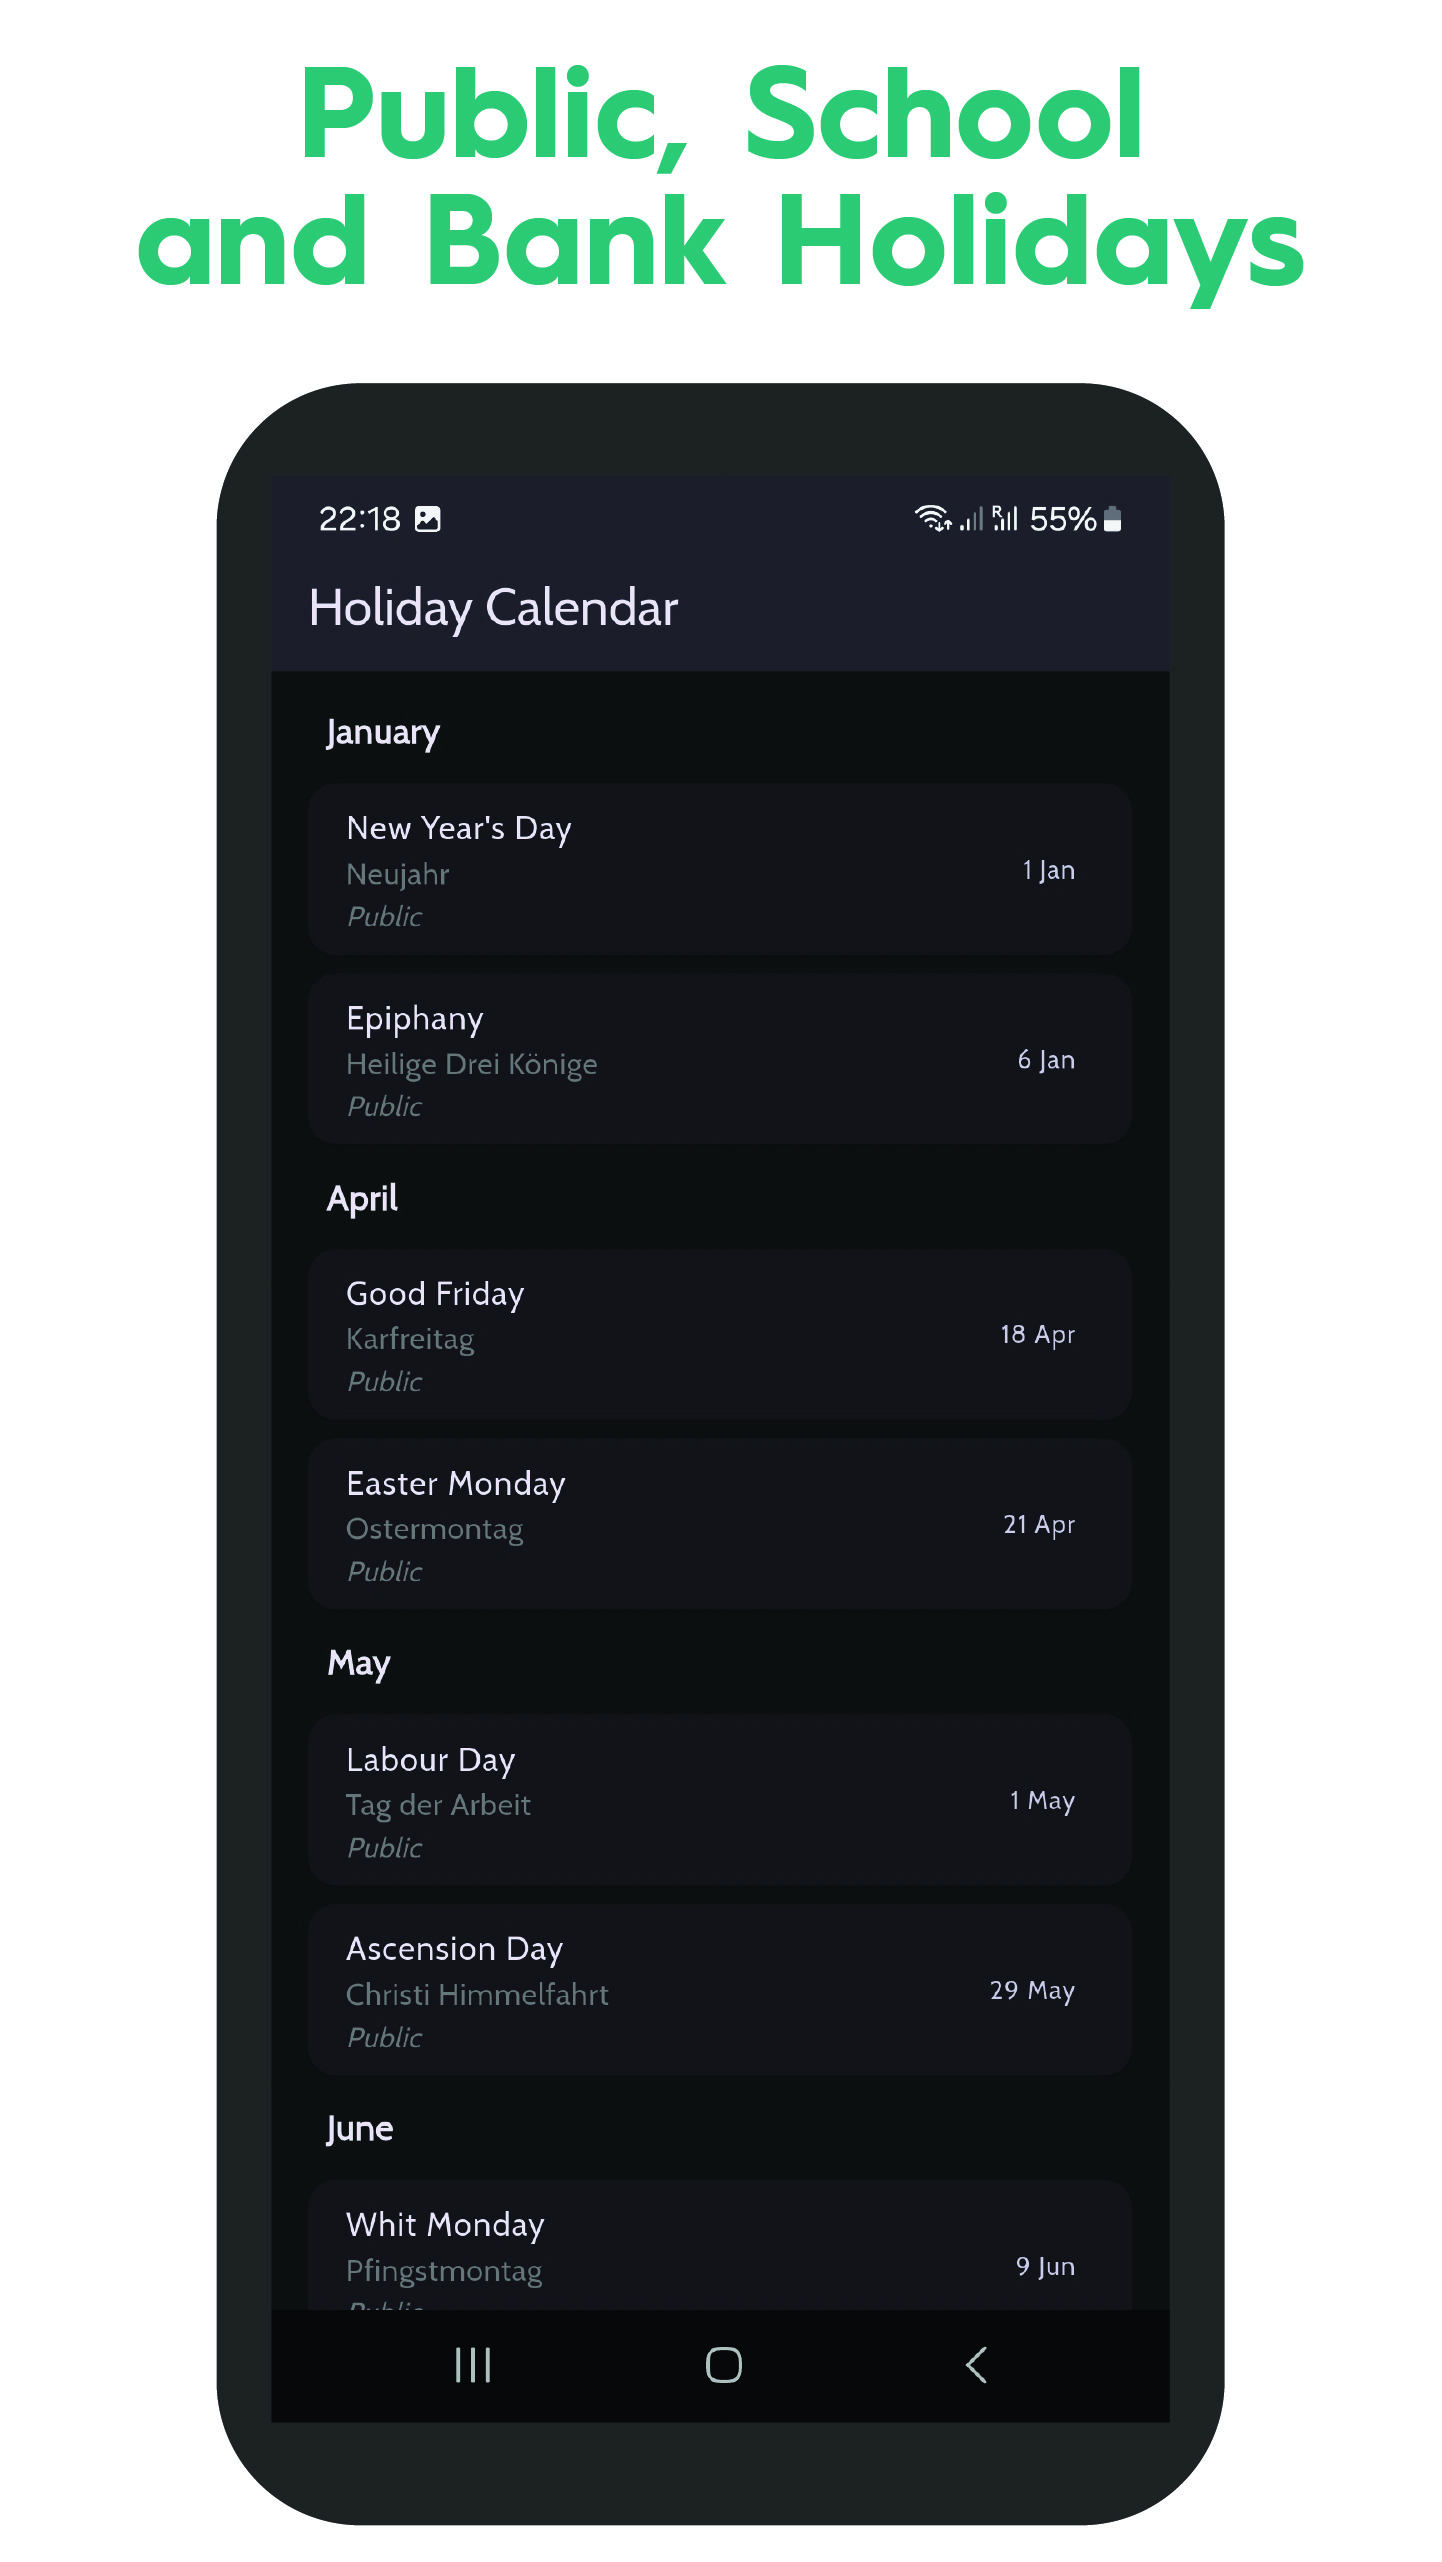 Public, School
and Bank Holidays
22:18
R
55%
Holiday Calendar
January
New Year's Day
Neujahr
1 Jan
Public
Epiphany
Heilige Drei Könige
6 Jan
Public
April
Good Friday
Karfreitag
18 Apr
Public
Easter Monday
Ostermontag
21 Apr
Public
May
Labour Day
Tag der Arbeit
1 May
Public
Ascension Day
Christi Himmelfahrt
29 May
Public
June
Whit Monday
Pfingstmontag
9 Jun